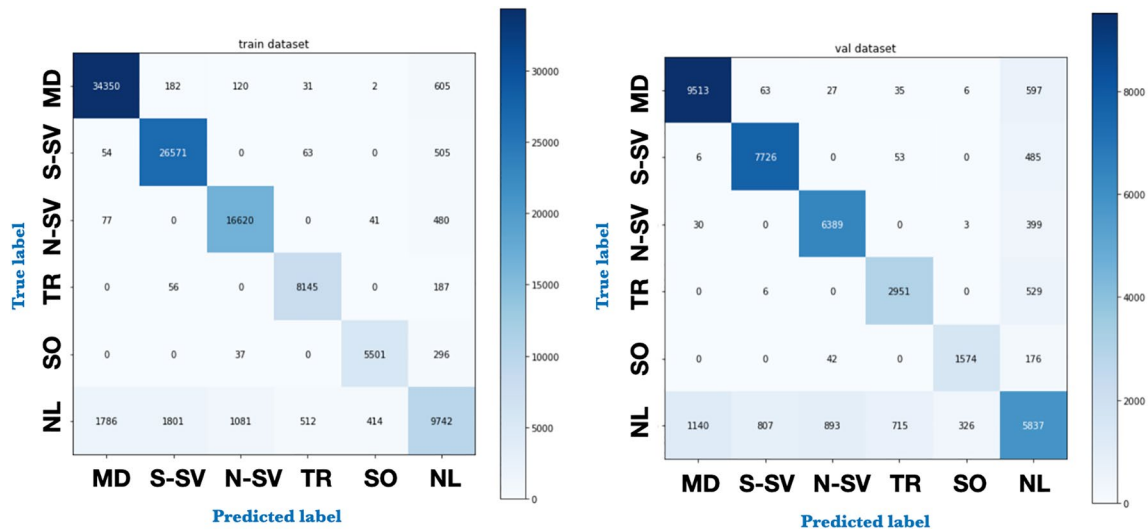 train dataset
MD 34350 182 120 31 2 605
S-SV 54 26571 0 63 0 505
N-SV 77 0 16620 0 41 480
TR 0 56 0 8145 0 187
SO 0 0 37 0 5501 296
NL 1786 1801 1081 512 414 9742
MD S-SV N-SV TR SO NL
True label
Predicted label
30000
25000
20000
15000
10000
5000
0
val dataset
MD 9513 63 27 35 6 597
S-SV 6 7726 0 53 0 485
N-SV 30 0 6389 0 3 399
TR 0 6 0 2951 0 529
SO 0 0 42 0 1574 176
NL 1140 807 893 715 326 5837
MD S-SV N-SV TR SO NL
True label
Predicted label
8000
6000
4000
2000
0